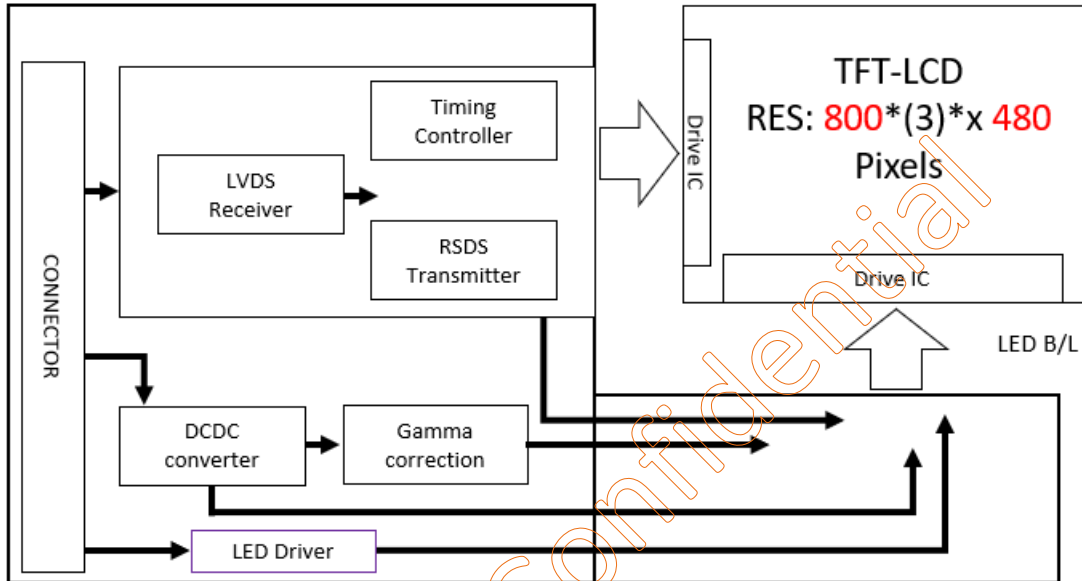 CONNECTOR
LVDS
Receiver
Timing
Controller
RSDS
Transmitter
DCDC
converter
Gamma
correction
LED Driver
Drive IC
TFT-LCD
RES: 800*(3)*x 480
Pixels
Drive IC
LED B/L
Confidential